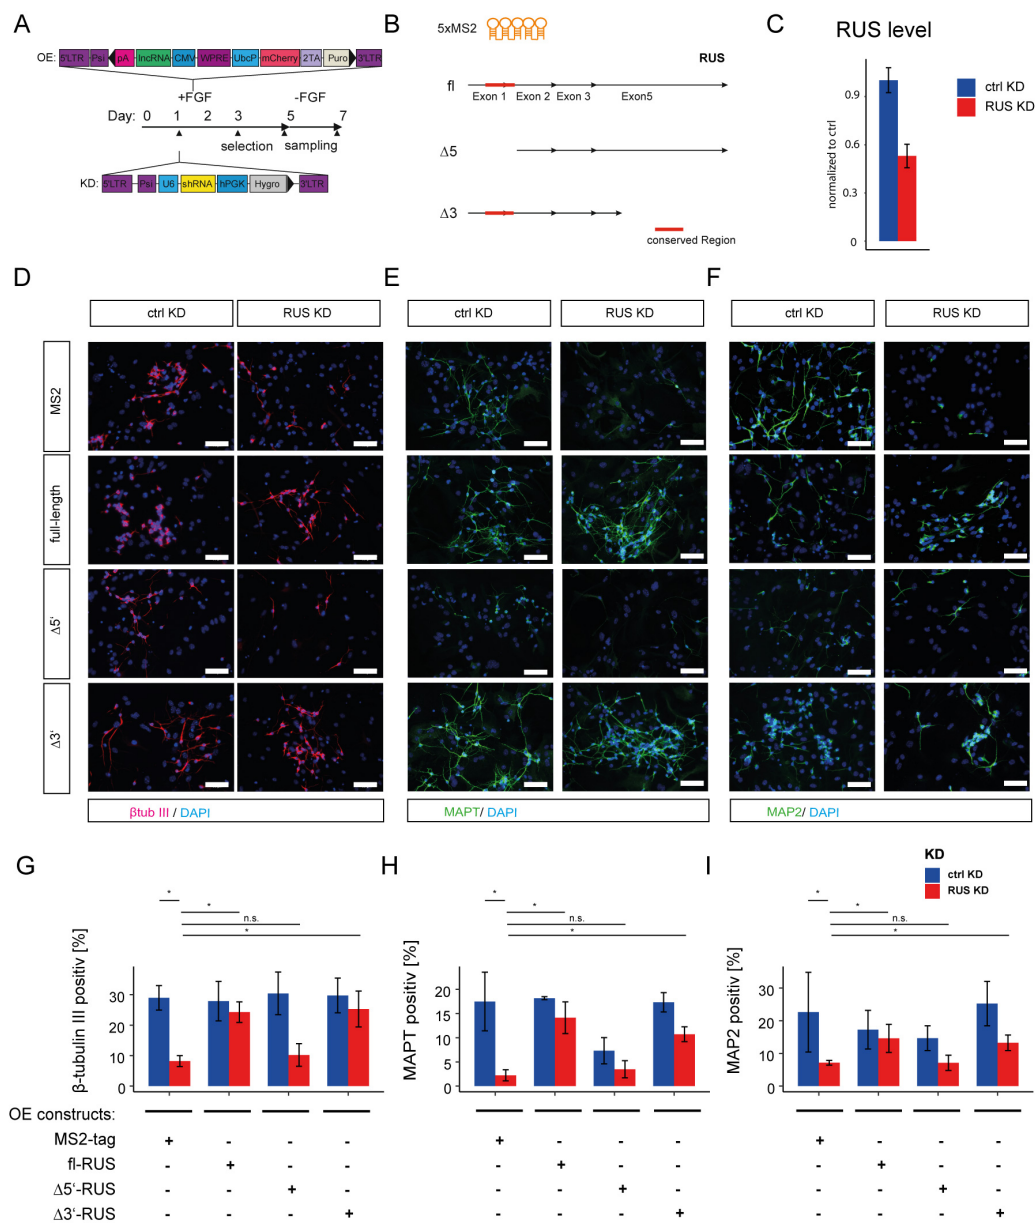 A
OE: 5'LTR Psi pA lncRNA CMV WPRE UbcP mCherry 2TA Puro 3'LTR
+FGF -FGF
Day: 0 1 2 3 5 7
selection sampling
KD: 5'LTR Psi U6 shRNA hPGK Hygro 3'LTR
B
5xMS2
RUS
fl
Exon 1 Exon 2 Exon 3 Exon5
Δ5
Δ3
conserved Region
C
RUS level
normalized to ctrl
0.9
0.6
0.3
0
ctrl KD
RUS KD
D
ctrl KD RUS KD
E
ctrl KD RUS KD
F
ctrl KD RUS KD
MS2
full-length
Δ5'
Δ3'
βtub III / DAPI
MAPT/ DAPI
MAP2/ DAPI
G
* 
*
n.s.
*
β-tubulin III positiv [%]
30
20
10
0
H
*
*
n.s.
*
MAPT positiv [%]
20
15
10
5
0
I
KD
ctrl KD
RUS KD
*
*
n.s.
*
MAP2 positiv [%]
30
20
10
0
OE constructs:
MS2-tag + - - - + - - - + - - -
fl-RUS - + - - - + - - - + - -
Δ5'-RUS - - + - - - + - - - + -
Δ3'-RUS - - - + - - - + - - - +